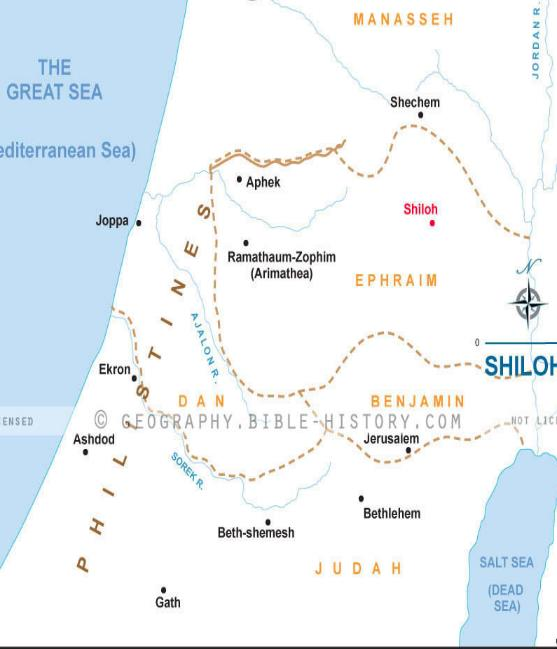 MANASSEH
JORDAN R.
THE
GREAT SEA
editerranean Sea)
Shechem
Aphek
Shiloh
Joppa
Ramathaum-Zophim
(Arimathea)
N
EPHRAIM
PHILISTINES
AJALON R.
0
SHILOH
Ekron
DAN
BENJAMIN
ENSED
© GEOGRAPHY.BIBLE-HISTORY.COM
NOT LIC
Ashdod
Jerusalem
SOREK R.
Bethlehem
Beth-shemesh
JUDAH
SALT SEA
(DEAD
SEA)
Gath